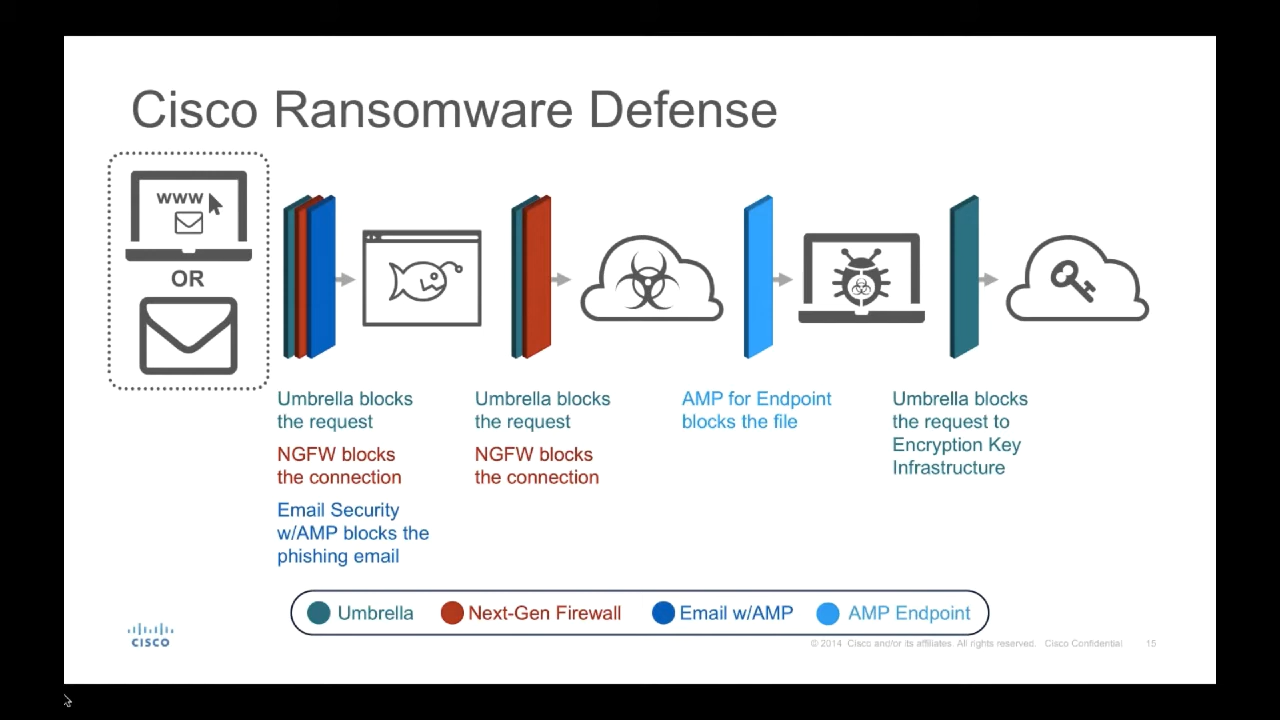 Cisco Ransomware Defense
www
OR
Umbrella blocks
the request
NGFW blocks
the connection
Email Security
w/AMP blocks the
phishing email
Umbrella blocks
the request
NGFW blocks
the connection
AMP for Endpoint
blocks the file
Umbrella blocks
the request to
Encryption Key
Infrastructure
Umbrella
Next-Gen Firewall
Email w/AMP
AMP Endpoint
CISCO
© 2014 Cisco and/or its affiliates. All rights reserved. Cisco Confidential 15